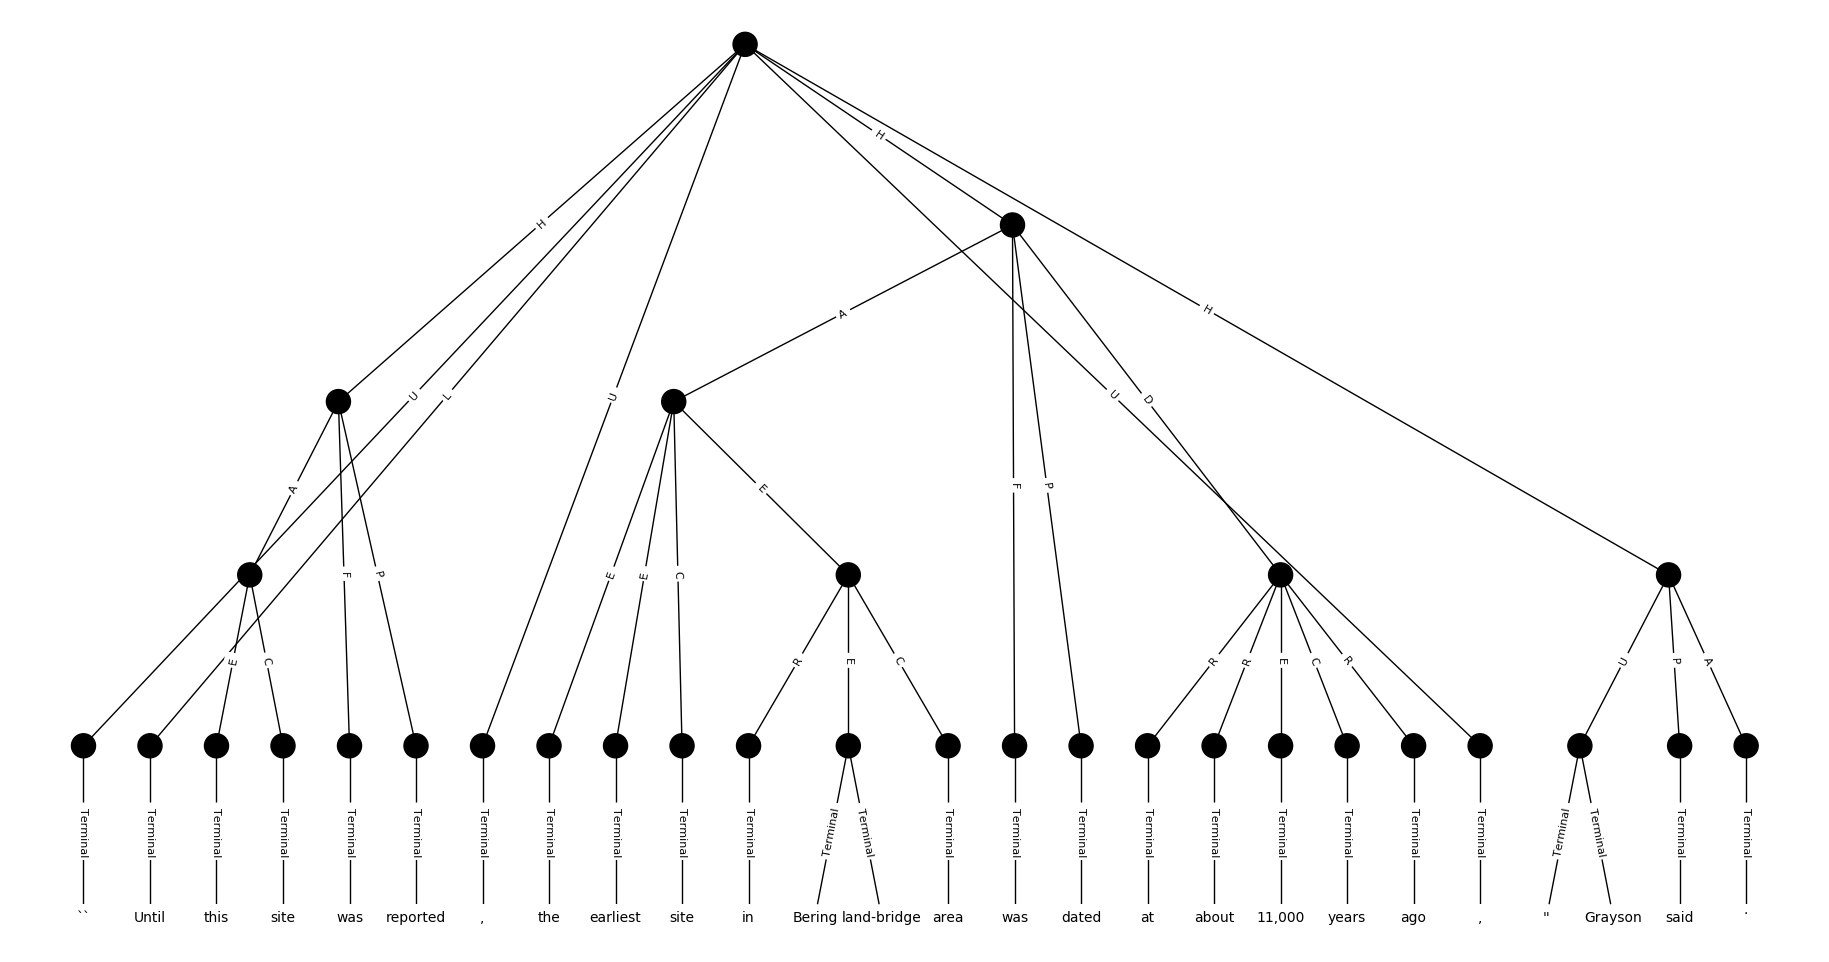 H
H
H
A
U
L
U
U
D
A
F
P
E
F
P
E
E
C
E
C
R
E
C
R
R
E
C
R
U
P
A
Terminal Terminal Terminal Terminal Terminal Terminal Terminal Terminal Terminal Terminal Terminal Terminal Terminal Terminal Terminal Terminal Terminal Terminal Terminal Terminal Terminal Terminal Terminal Terminal Terminal Terminal
`` Until this site was reported , the earliest site in Bering land-bridge area was dated at about 11,000 years ago , " Grayson said .